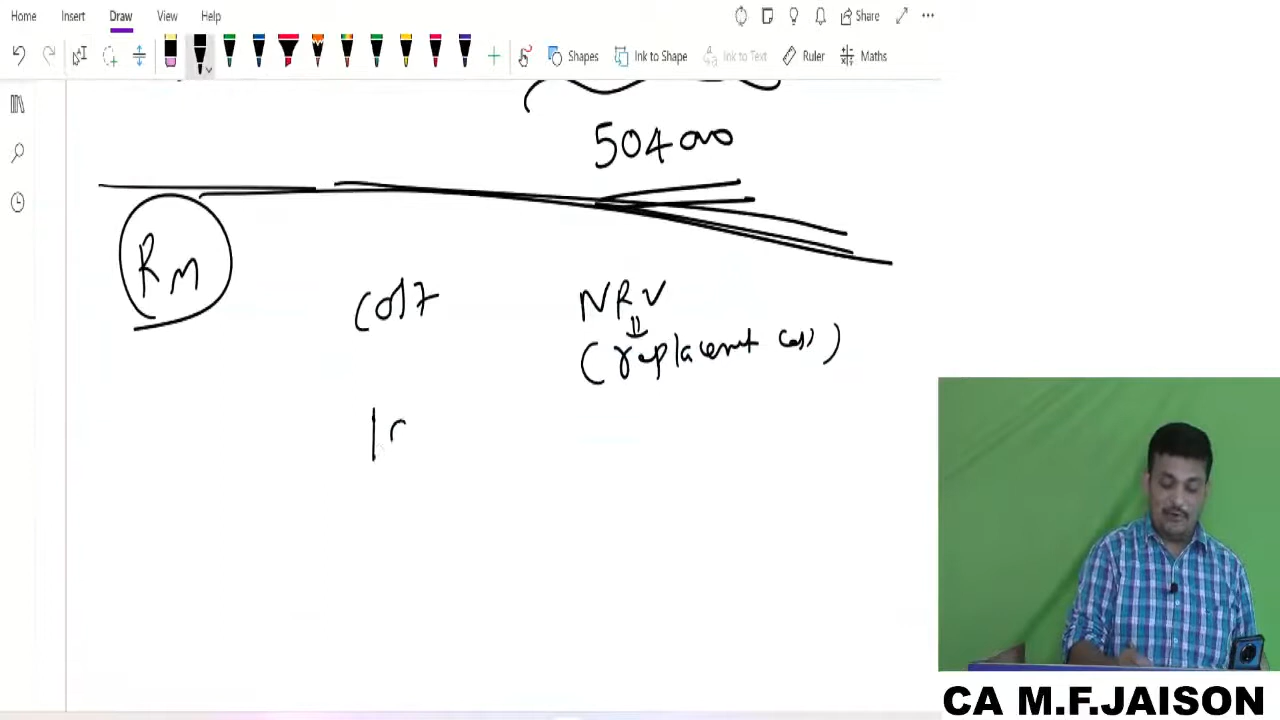 Home Insert Draw View Help Share
Shapes Ink to Shape Ink to Text Ruler Maths
50400
RM
Cost NRV
(replacement cost)
CA M.F.JAISON